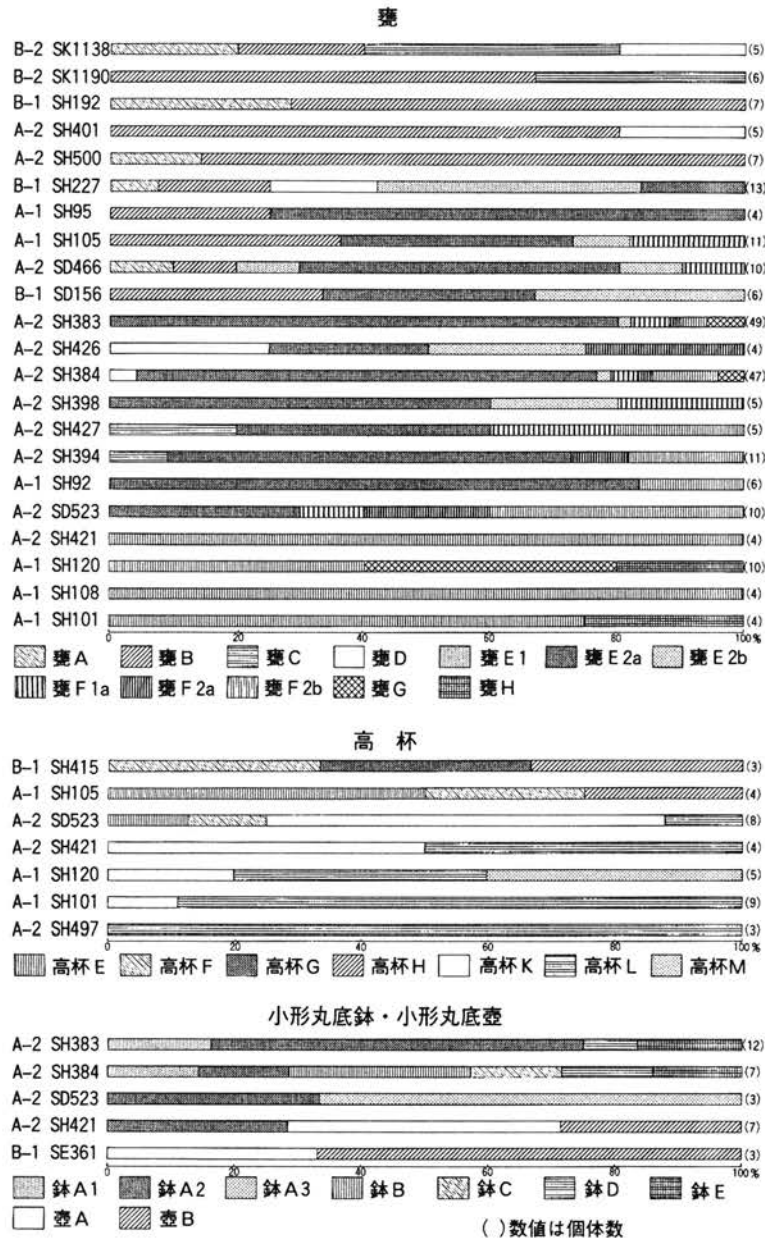 甕
B-2 SK1138 (5)
B-2 SK1190 (6)
B-1 SH192 (7)
A-2 SH401 (5)
A-2 SH500 (7)
B-1 SH227 (13)
A-1 SH95 (4)
A-1 SH105 (11)
A-2 SD466 (10)
B-1 SD156 (6)
A-2 SH383 (49)
A-2 SH426 (4)
A-2 SH384 (47)
A-2 SH398 (5)
A-2 SH427 (5)
A-2 SH394 (11)
A-1 SH92 (6)
A-2 SD523 (10)
A-2 SH421 (4)
A-1 SH120 (10)
A-1 SH108 (4)
A-1 SH101 (4)
0 20 40 60 80 100%
甕A 甕B 甕C 甕D 甕E1 甕E2a 甕E2b
甕F1a 甕F2a 甕F2b 甕G 甕H
高杯
B-1 SH415 (3)
A-1 SH105 (4)
A-2 SD523 (8)
A-2 SH421 (4)
A-1 SH120 (5)
A-1 SH101 (9)
A-2 SH497 (3)
0 20 40 60 80 100%
高杯E 高杯F 高杯G 高杯H 高杯K 高杯L 高杯M
小形丸底鉢・小形丸底壺
A-2 SH383 (12)
A-2 SH384 (7)
A-2 SD523 (3)
A-2 SH421 (7)
B-1 SE361 (3)
0 20 40 60 80 100%
鉢A1 鉢A2 鉢A3 鉢B 鉢C 鉢D 鉢E
壺A 壺B
( )数値は個体数